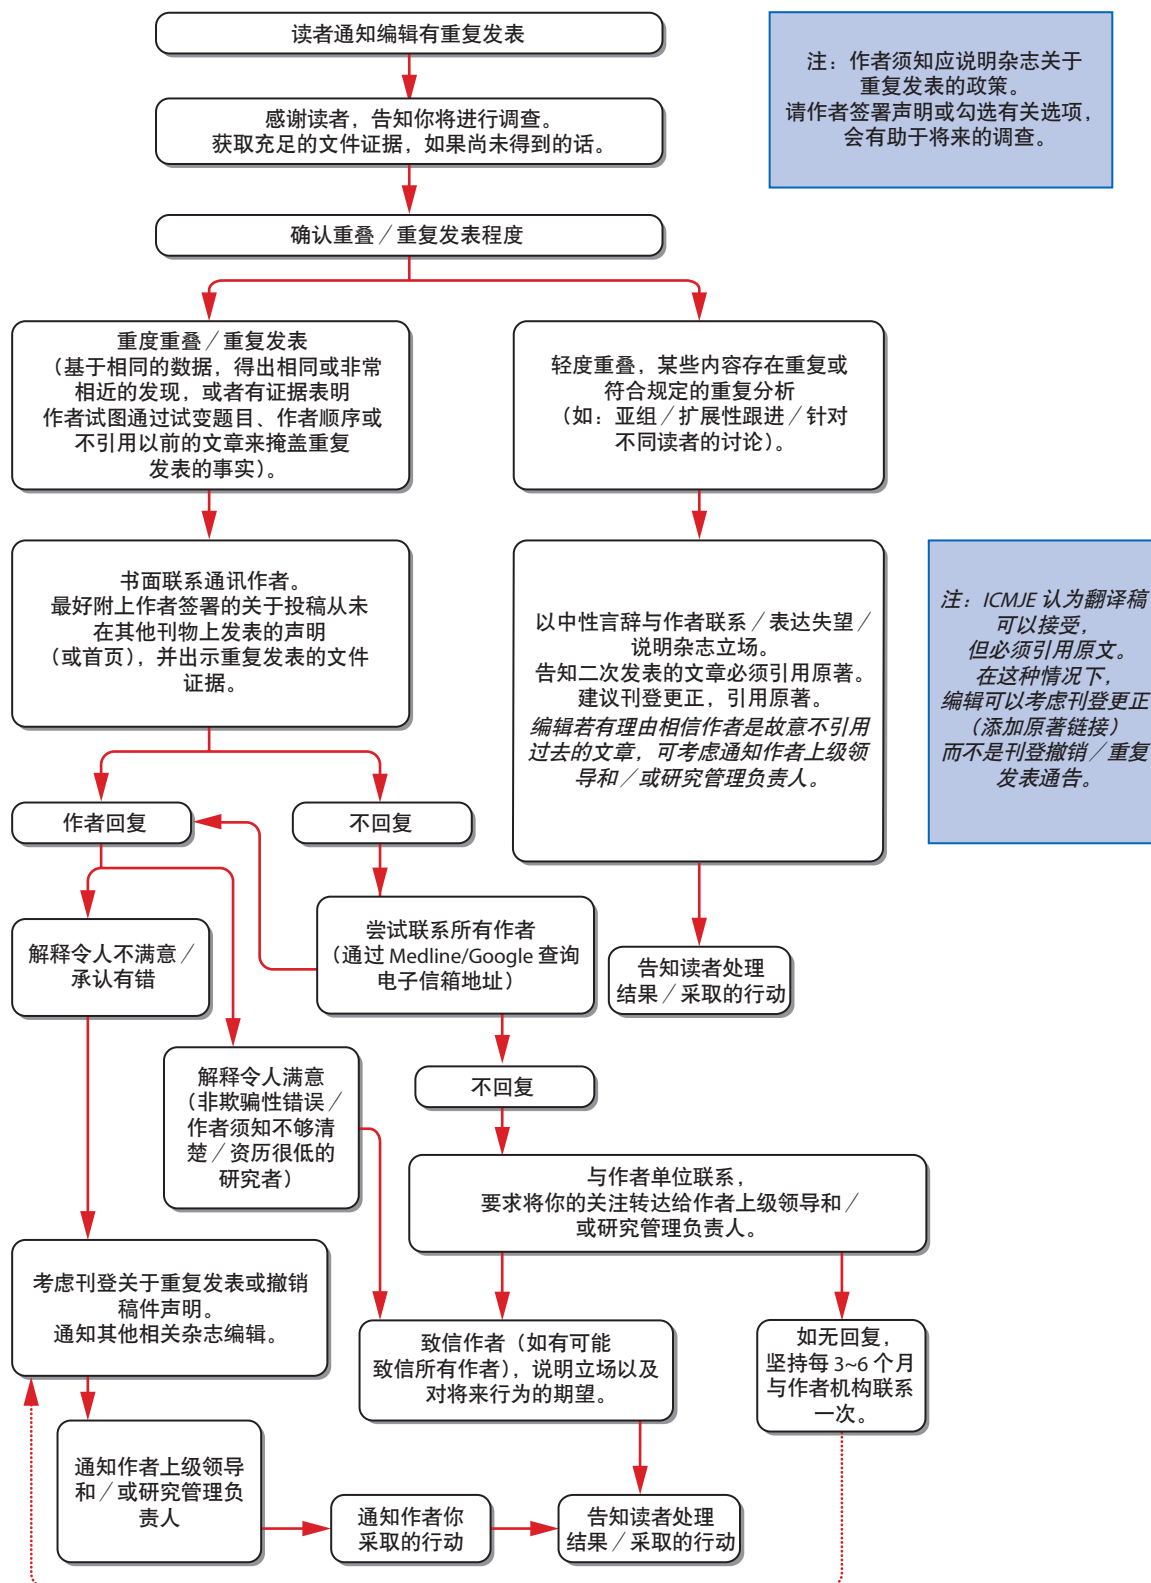 读者通知编辑有重复发表
注：作者须知应说明杂志关于
重复发表的政策。
请作者签署声明或勾选有关选项，
会有助于将来的调查。
感谢读者，告知你将进行调查。
获取充足的文件证据，如果尚未得到的话。
确认重叠／重复发表程度
重度重叠／重复发表
（基于相同的数据，得出相同或非常
相近的发现，或者有证据表明
作者试图通过试变题目、作者顺序或
不引用以前的文章来掩盖重复
发表的事实）。
轻度重叠，某些内容存在重复或
符合规定的重复分析
（如：亚组／扩展性跟进／针对
不同读者的讨论）。
书面联系通讯作者。
最好附上作者签署的关于投稿从未
在其他刊物上发表的声明
（或首页），并出示重复发表的文件
证据。
以中性言辞与作者联系／表达失望／
说明杂志立场。
告知二次发表的文章必须引用原著。
建议刊登更正，引用原著。
编辑若有理由相信作者是故意不引用
过去的文章，可考虑通知作者上级领
导和／或研究管理负责人。
注：ICMJE 认为翻译稿
可以接受，
但必须引用原文。
在这种情况下，
编辑可以考虑刊登更正
（添加原著链接）
而不是刊登撤销／重复
发表通告。
作者回复
不回复
解释令人不满意／
承认有错
尝试联系所有作者
（通过 Medline/Google 查询
电子信箱地址）
告知读者处理
结果／采取的行动
解释令人满意
（非欺骗性错误／
作者须知不够清
楚／资历很低的
研究者）
不回复
与作者单位联系，
要求将你的关注转达给作者上级领导和／
或研究管理负责人。
考虑刊登关于重复发表或撤销
稿件声明。
通知其他相关杂志编辑。
致信作者（如有可能
致信所有作者），说明立场以及
对将来行为的期望。
如无回复，
坚持每 3~6 个月
与作者机构联系
一次。
通知作者上级领导
和／或研究管理负
责人
通知作者你
采取的行动
告知读者处理
结果／采取的行动